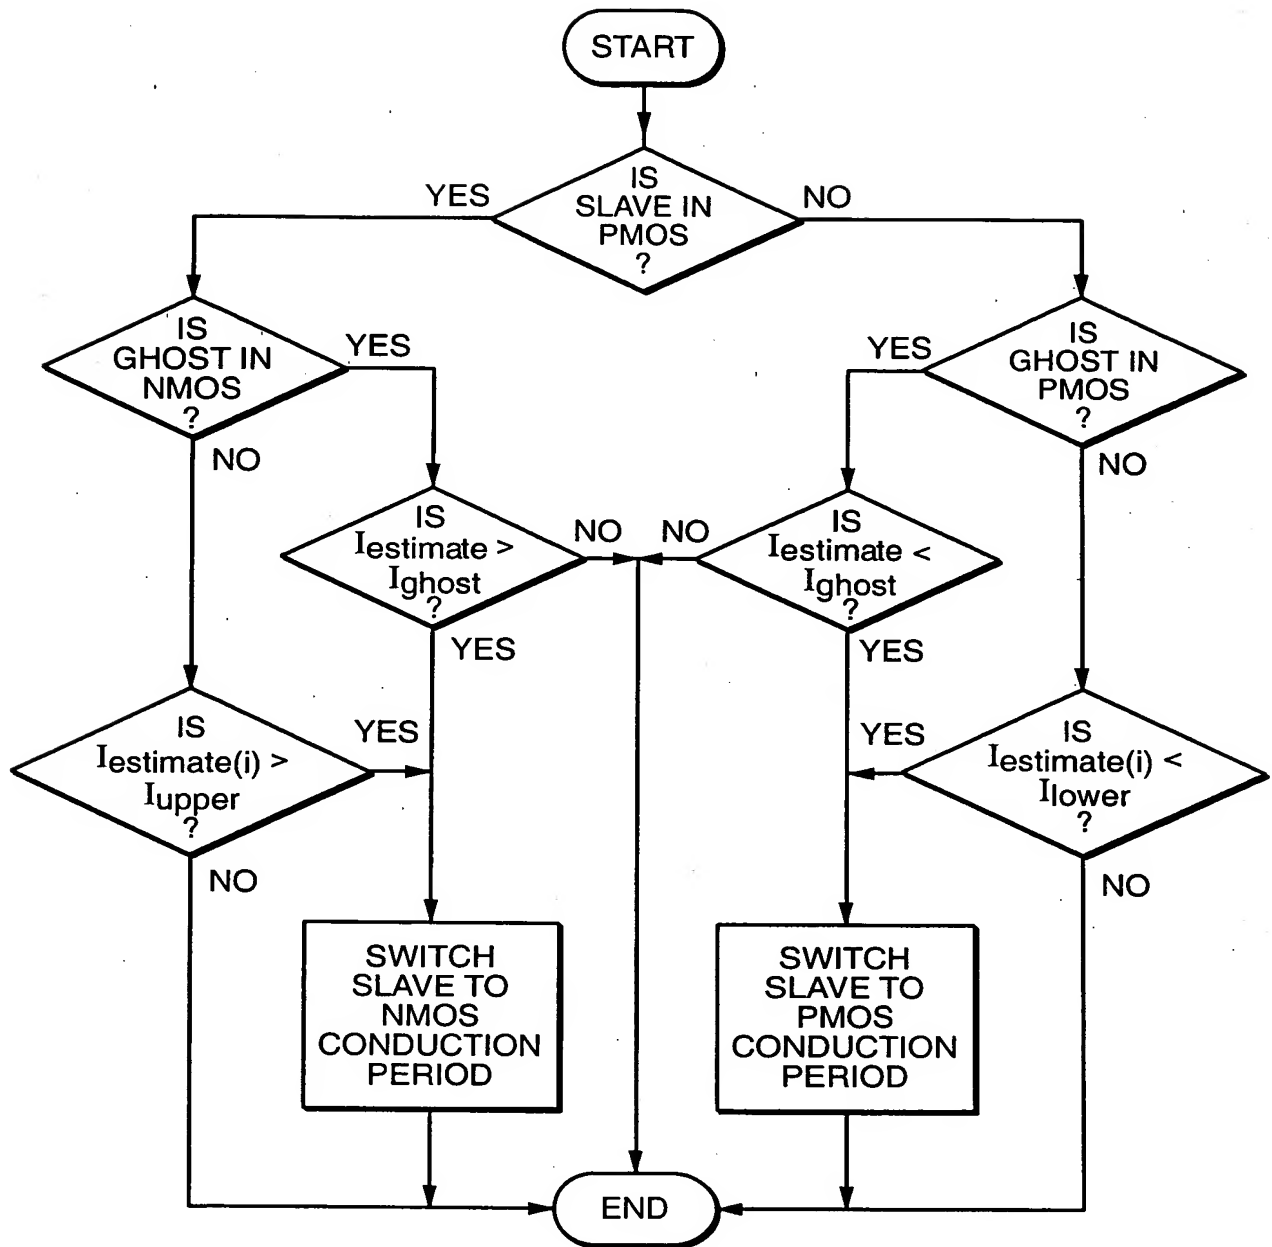 START
IS
SLAVE IN
PMOS
?
YES
NO
IS
GHOST IN
NMOS
?
YES
NO
IS
GHOST IN
PMOS
?
YES
NO
IS
Iestimate >
Ighost
?
NO
YES
IS
Iestimate <
Ighost
?
NO
YES
IS
Iestimate(i) >
Iupper
?
YES
NO
IS
Iestimate(i) <
Ilower
?
YES
NO
SWITCH
SLAVE TO
NMOS
CONDUCTION
PERIOD
SWITCH
SLAVE TO
PMOS
CONDUCTION
PERIOD
END